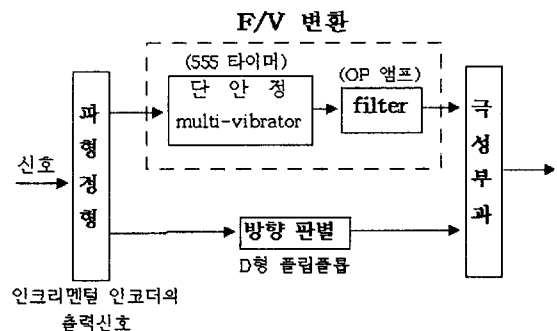 F/V 변환
(555 타이머)
단 안 정
multi-vibrator
(OP 앰프)
filter
파형정형
신호
극성부과
방향 판별
D형 플립플롭
인크리멘털 인코더의
출력신호